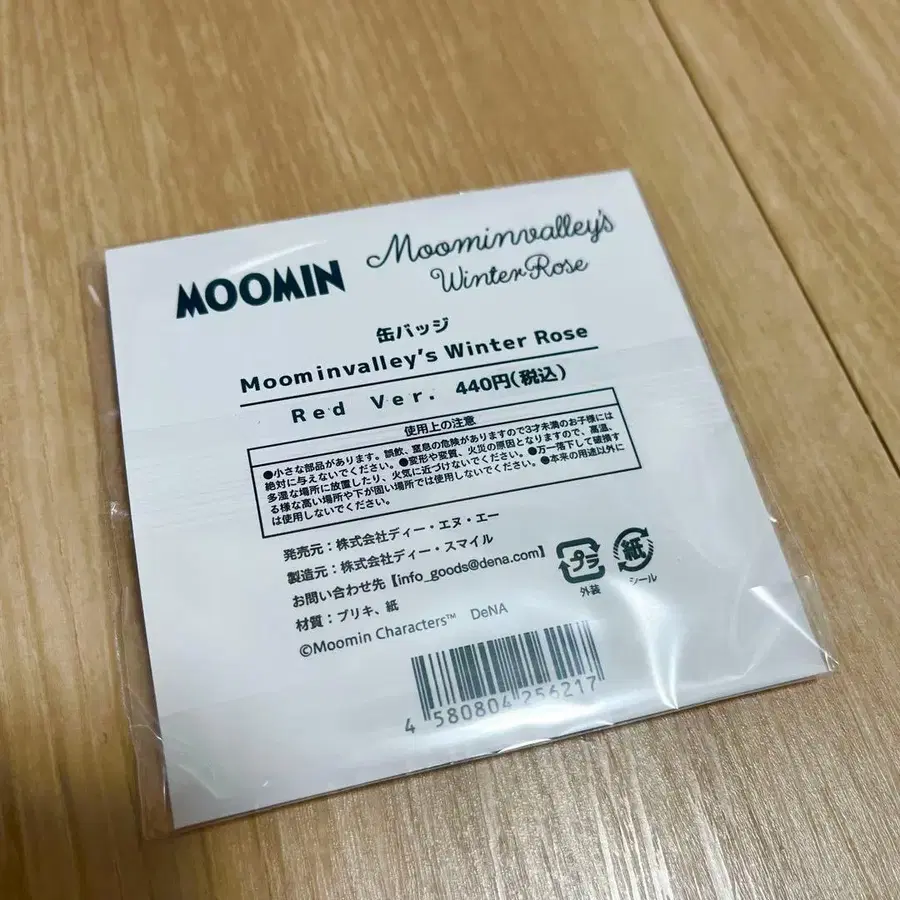 MOOMIN
Moominvalley's
Winter Rose
缶バッジ
Moominvalley's Winter Rose
Red Ver. 440円(税込)
使用上の注意
●小さな部品があります。誤飲、窒息の危険がありますので3才未満のお子様には
絶対に与えないでください。●変形や変質、火災の原因となりますので、高温、
多湿な場所に放置したり、火気に近づけないでください。●万一落下して破損す
る様な高い場所や下が固い場所では使用しないでください。●本来の用途以外に
は使用しないでください。
発売元：株式会社ディー・エヌ・エー
製造元：株式会社ディー・スマイル
お問い合わせ先【info_goods@dena.com】
材質：ブリキ、紙
©Moomin Characters™ DeNA
プラ
外装
紙
シール
4 580804 256217